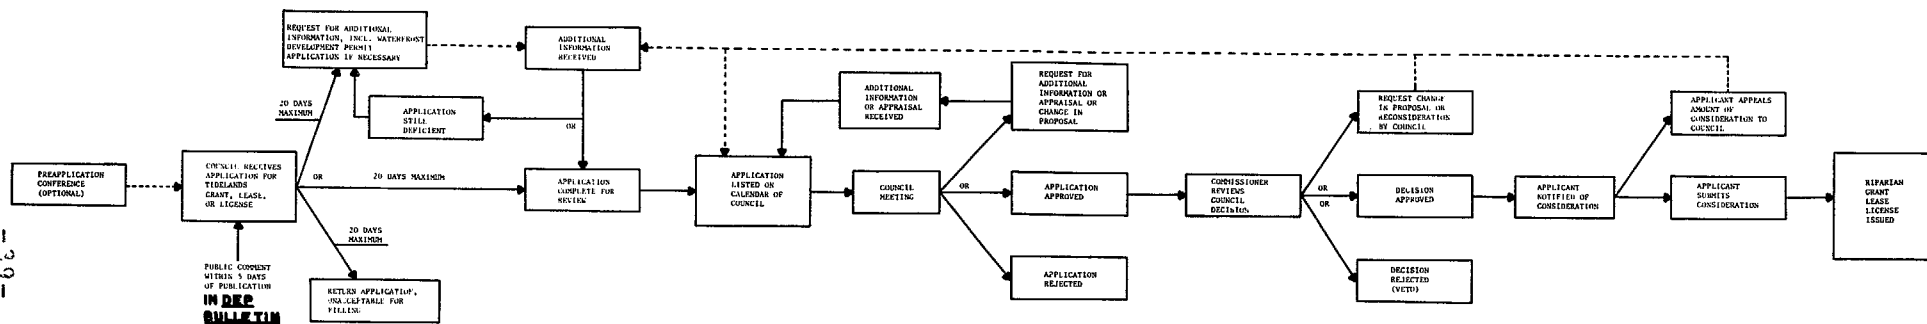 REQUEST FOR ADDITIONAL
INFORMATION, INCL. WATERFRONT
DEVELOPMENT PERMIT
APPLICATION IF NECESSARY
ADDITIONAL
INFORMATION
RECEIVED
20 DAYS
MAXIMUM
APPLICATION
STILL
DEFICIENT
OR
ADDITIONAL
INFORMATION
OR APPRAISAL
RECEIVED
REQUEST FOR
ADDITIONAL
INFORMATION OR
APPRAISAL OR
CHANGE IN
PROPOSAL
REQUEST CHANGE
IN PROPOSAL OR
RECONSIDERATION
BY COUNCIL
APPLICANT APPEALS
AMOUNT OF
CONSIDERATION TO
COUNCIL
PREAPPLICATION
CONFERENCE
(OPTIONAL)
COUNCIL RECEIVES
APPLICATION FOR
TIDELANDS
GRANT, LEASE,
OR LICENSE
OR
20 DAYS MAXIMUM
APPLICATION
COMPLETE FOR
REVIEW
APPLICATION
LISTED ON
CALENDAR OF
COUNCIL
COUNCIL
MEETING
OR
APPLICATION
APPROVED
COMMISSIONER
REVIEWS
COUNCIL
DECISION
OR
OR
DECISION
APPROVED
APPLICANT
NOTIFIED OF
CONSIDERATION
APPLICANT
SUBMITS
CONSIDERATION
RIPARIAN
GRANT
LEASE
LICENSE
ISSUED
20 DAYS
MAXIMUM
PUBLIC COMMENT
WITHIN 5 DAYS
OF PUBLICATION
IN DEP
BULLETIN
RETURN APPLICATION,
UNACCEPTABLE FOR
FILLING
APPLICATION
REJECTED
DECISION
REJECTED
(VETO)